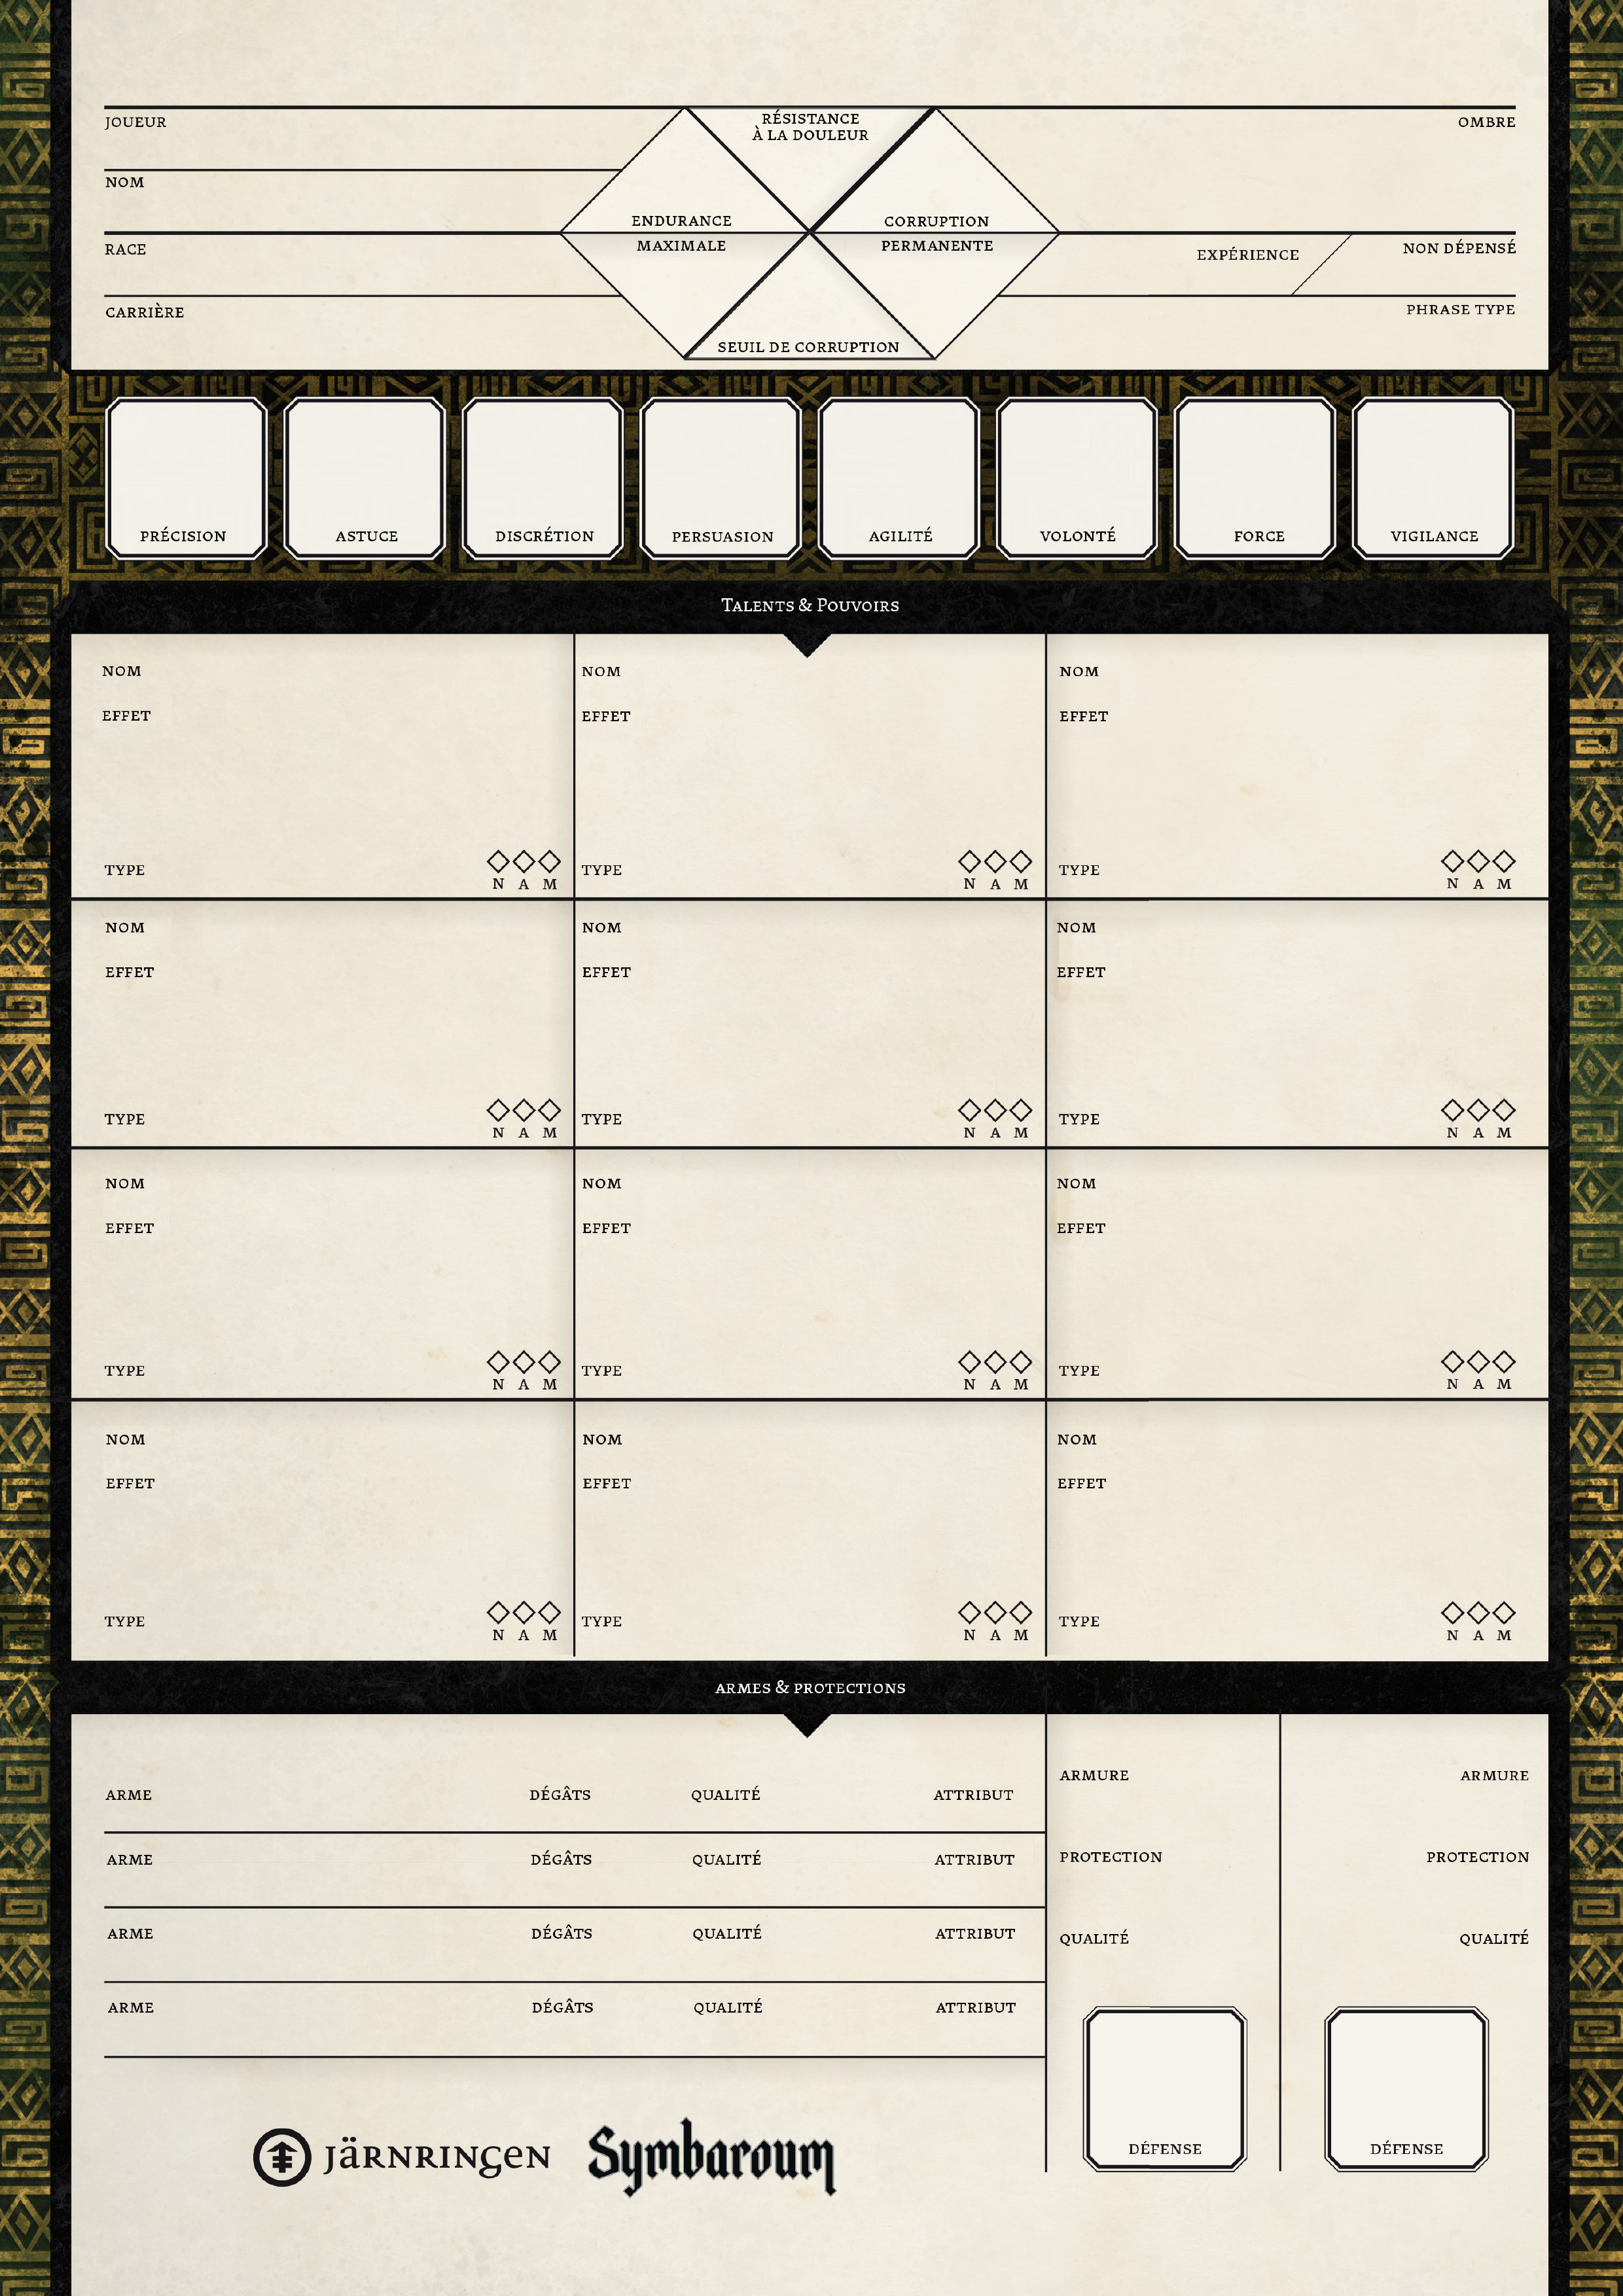 JOUEUR
RÉSISTANCE
À LA DOULEUR
OMBRE
NOM
ENDURANCE
MAXIMALE
CORRUPTION
PERMANENTE
RACE
EXPÉRIENCE
NON DÉPENSÉ
CARRIÈRE
PHRASE TYPE
SEUIL DE CORRUPTION
PRÉCISION
ASTUCE
DISCRÉTION
PERSUASION
AGILITÉ
VOLONTÉ
FORCE
VIGILANCE
Talents & Pouvoirs
NOM
EFFET
TYPE
N A M
NOM
EFFET
TYPE
N A M
NOM
EFFET
TYPE
N A M
NOM
EFFET
TYPE
N A M
NOM
EFFET
TYPE
N A M
NOM
EFFET
TYPE
N A M
NOM
EFFET
TYPE
N A M
NOM
EFFET
TYPE
N A M
NOM
EFFET
TYPE
N A M
NOM
EFFET
TYPE
N A M
NOM
EFFET
TYPE
N A M
NOM
EFFET
TYPE
N A M
ARMES & PROTECTIONS
ARME DÉGÂTS QUALITÉ ATTRIBUT
ARME DÉGÂTS QUALITÉ ATTRIBUT
ARME DÉGÂTS QUALITÉ ATTRIBUT
ARME DÉGÂTS QUALITÉ ATTRIBUT
ARMURE
PROTECTION
QUALITÉ
DÉFENSE
ARMURE
PROTECTION
QUALITÉ
DÉFENSE
JÄRNRINGEN
Symbaroum